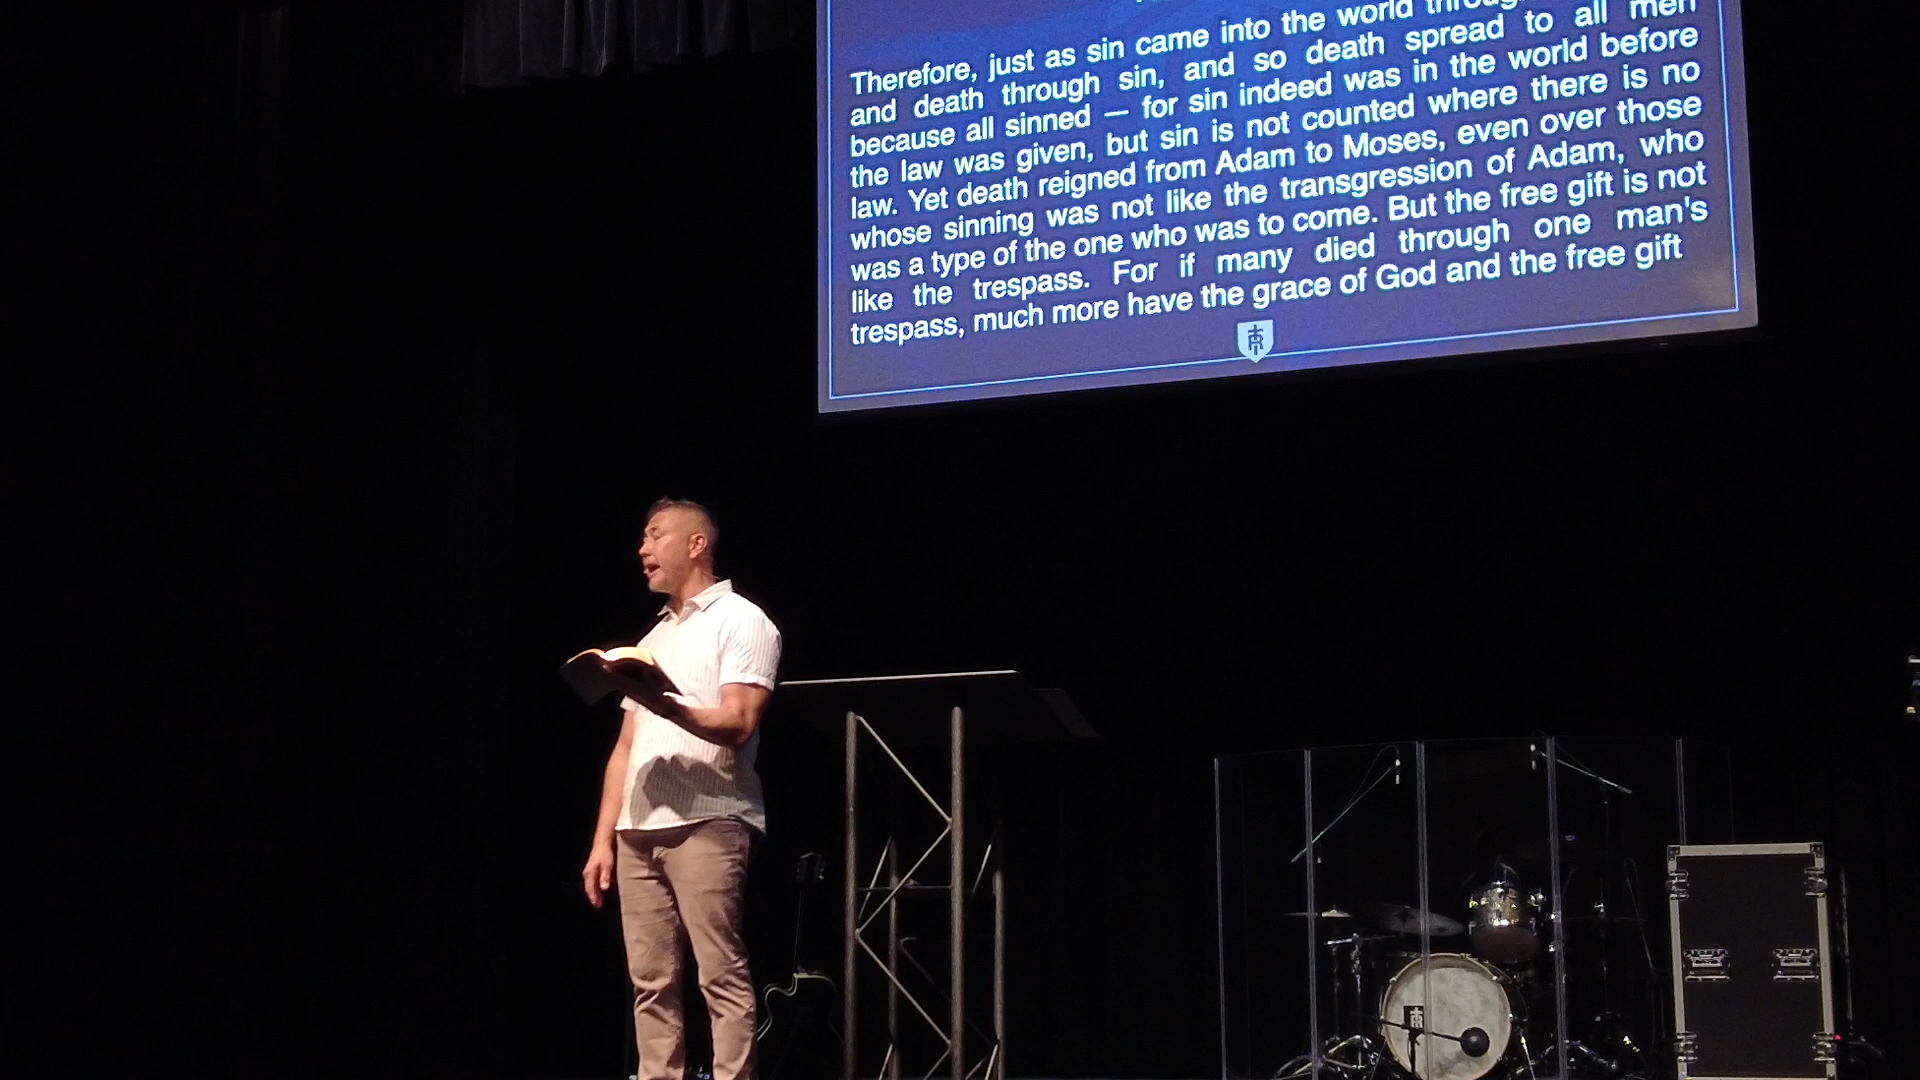 Therefore, just as sin came into the world through
and death through sin, and so death spread to all men
because all sinned — for sin indeed was in the world before
the law was given, but sin is not counted where there is no
law. Yet death reigned from Adam to Moses, even over those
whose sinning was not like the transgression of Adam, who
was a type of the one who was to come. But the free gift is not
like the trespass. For if many died through one man's
trespass, much more have the grace of God and the free gift